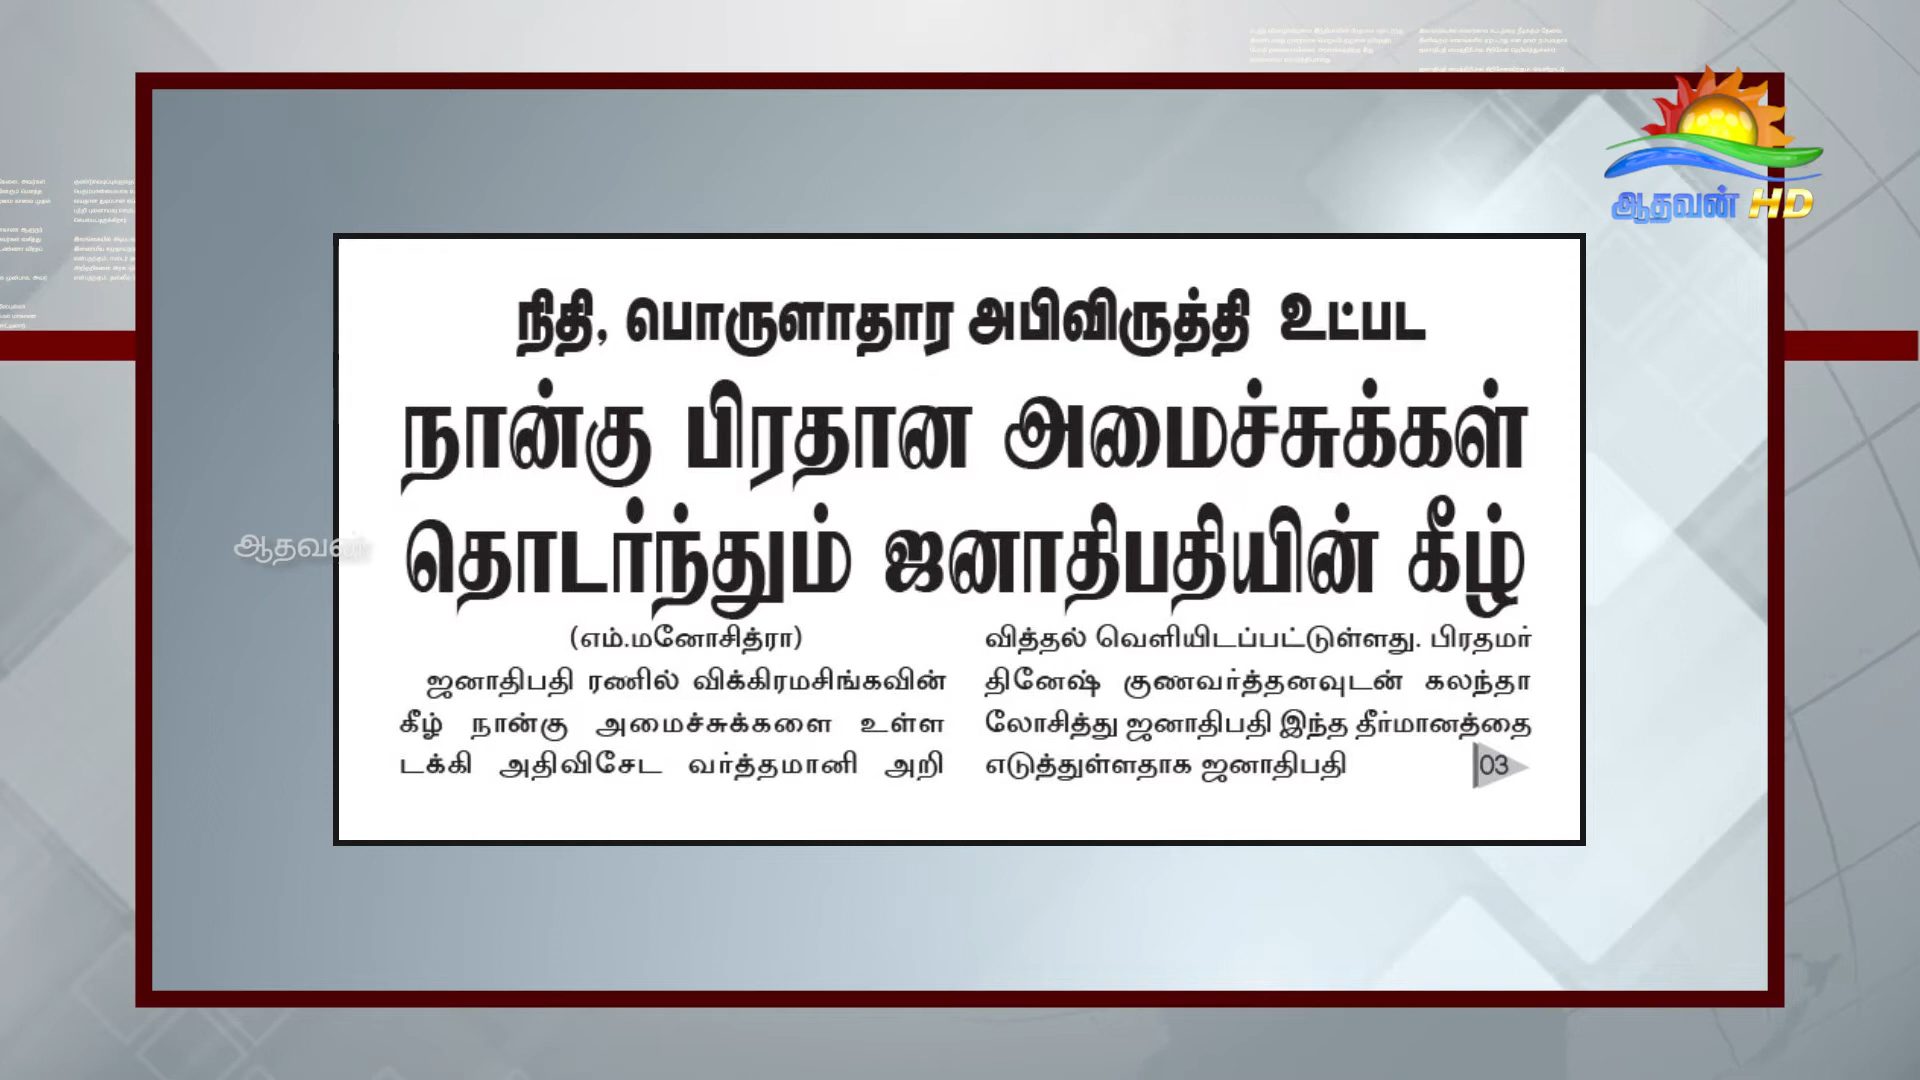 ஆதவன் HD
நிதி, பொருளாதார அபிவிருத்தி உட்பட
நான்கு பிரதான அமைச்சுக்கள்
தொடர்ந்தும் ஜனாதிபதியின் கீழ்
ஆதவன்
(எம்.மனோசித்ரா)
ஜனாதிபதி ரணில் விக்கிரமசிங்கவின்
கீழ் நான்கு அமைச்சுக்களை உள்ள
டக்கி அதிவிசேட வர்த்தமானி அறி
வித்தல் வெளியிடப்பட்டுள்ளது. பிரதமர்
தினேஷ் குணவர்த்தனவுடன் கலந்தா
லோசித்து ஜனாதிபதி இந்த தீர்மானத்தை
எடுத்துள்ளதாக ஜனாதிபதி
03